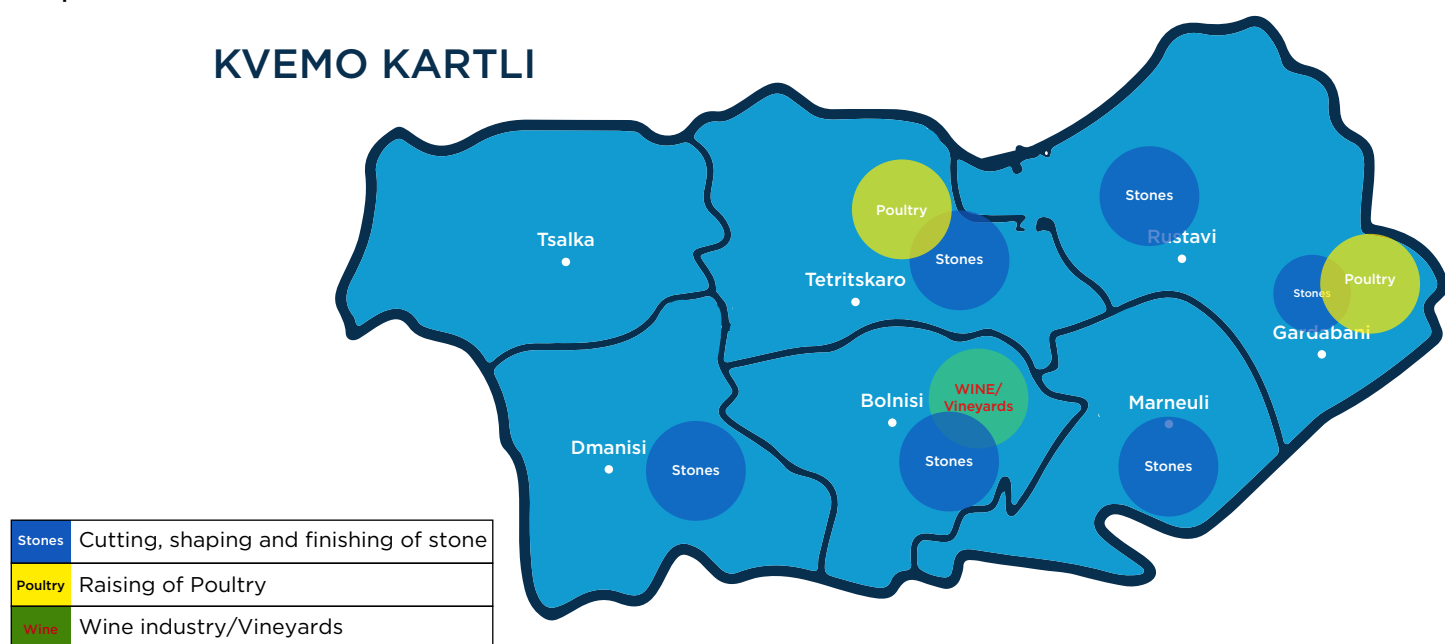 KVEMO KARTLI
Stones
Poultry
Rustavi
Tsalka
Stones
Poultry
Tetritskaro
Stones
Gardabani
WINE/
Vineyards
Bolnisi
Marneuli
Dmanisi
Stones
Stones
Stones
Stones Cutting, shaping and finishing of stone
Poultry Raising of Poultry
Wine Wine industry/Vineyards